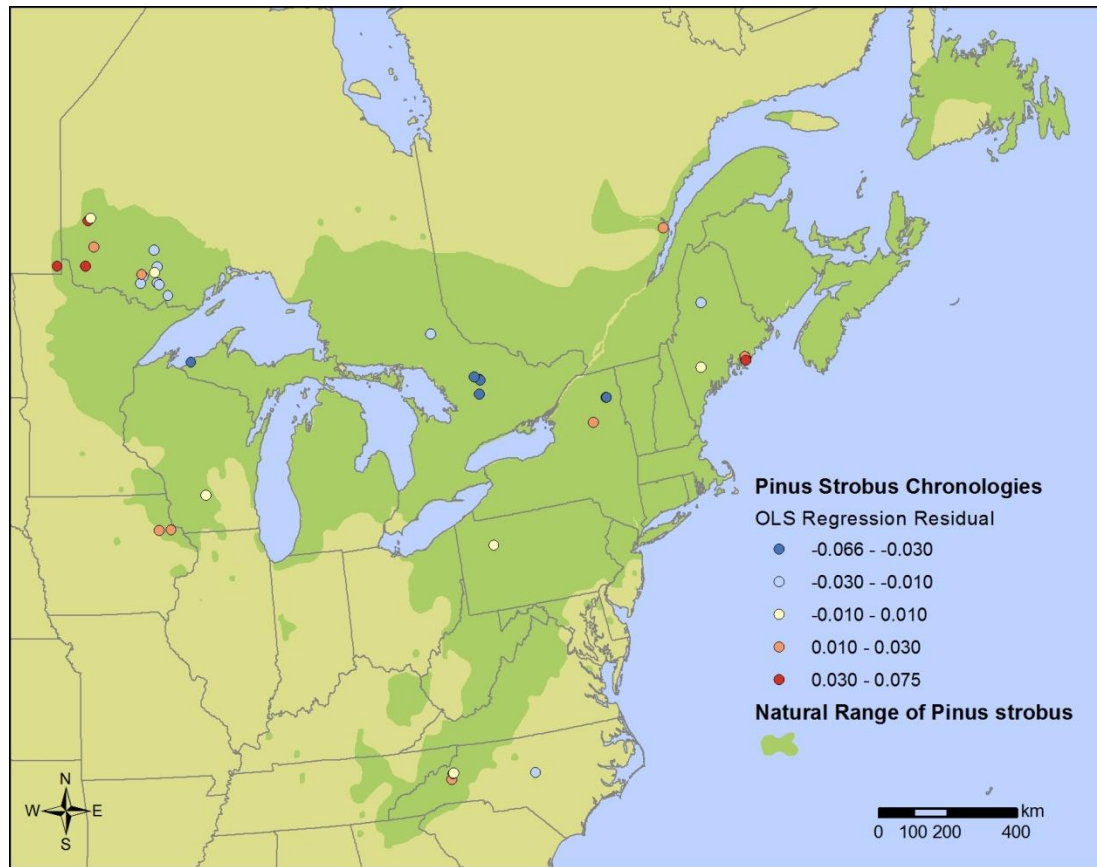 Pinus Strobus Chronologies
OLS Regression Residual
-0.066 - -0.030
-0.030 - -0.010
-0.010 - 0.010
0.010 - 0.030
0.030 - 0.075
Natural Range of Pinus strobus
N
W E
S
km
0 100 200 400